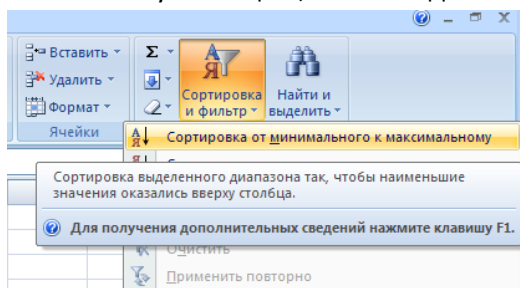 Вставить
Удалить
Формат
Ячейки
Σ
Сортировка
и фильтр
Найти и
выделить
Сортировка от минимального к максимальному
Сортировка выделенного диапазона так, чтобы наименьшие
значения оказались вверху столбца.
Для получения дополнительных сведений нажмите клавишу F1.
Очистить
Применить повторно